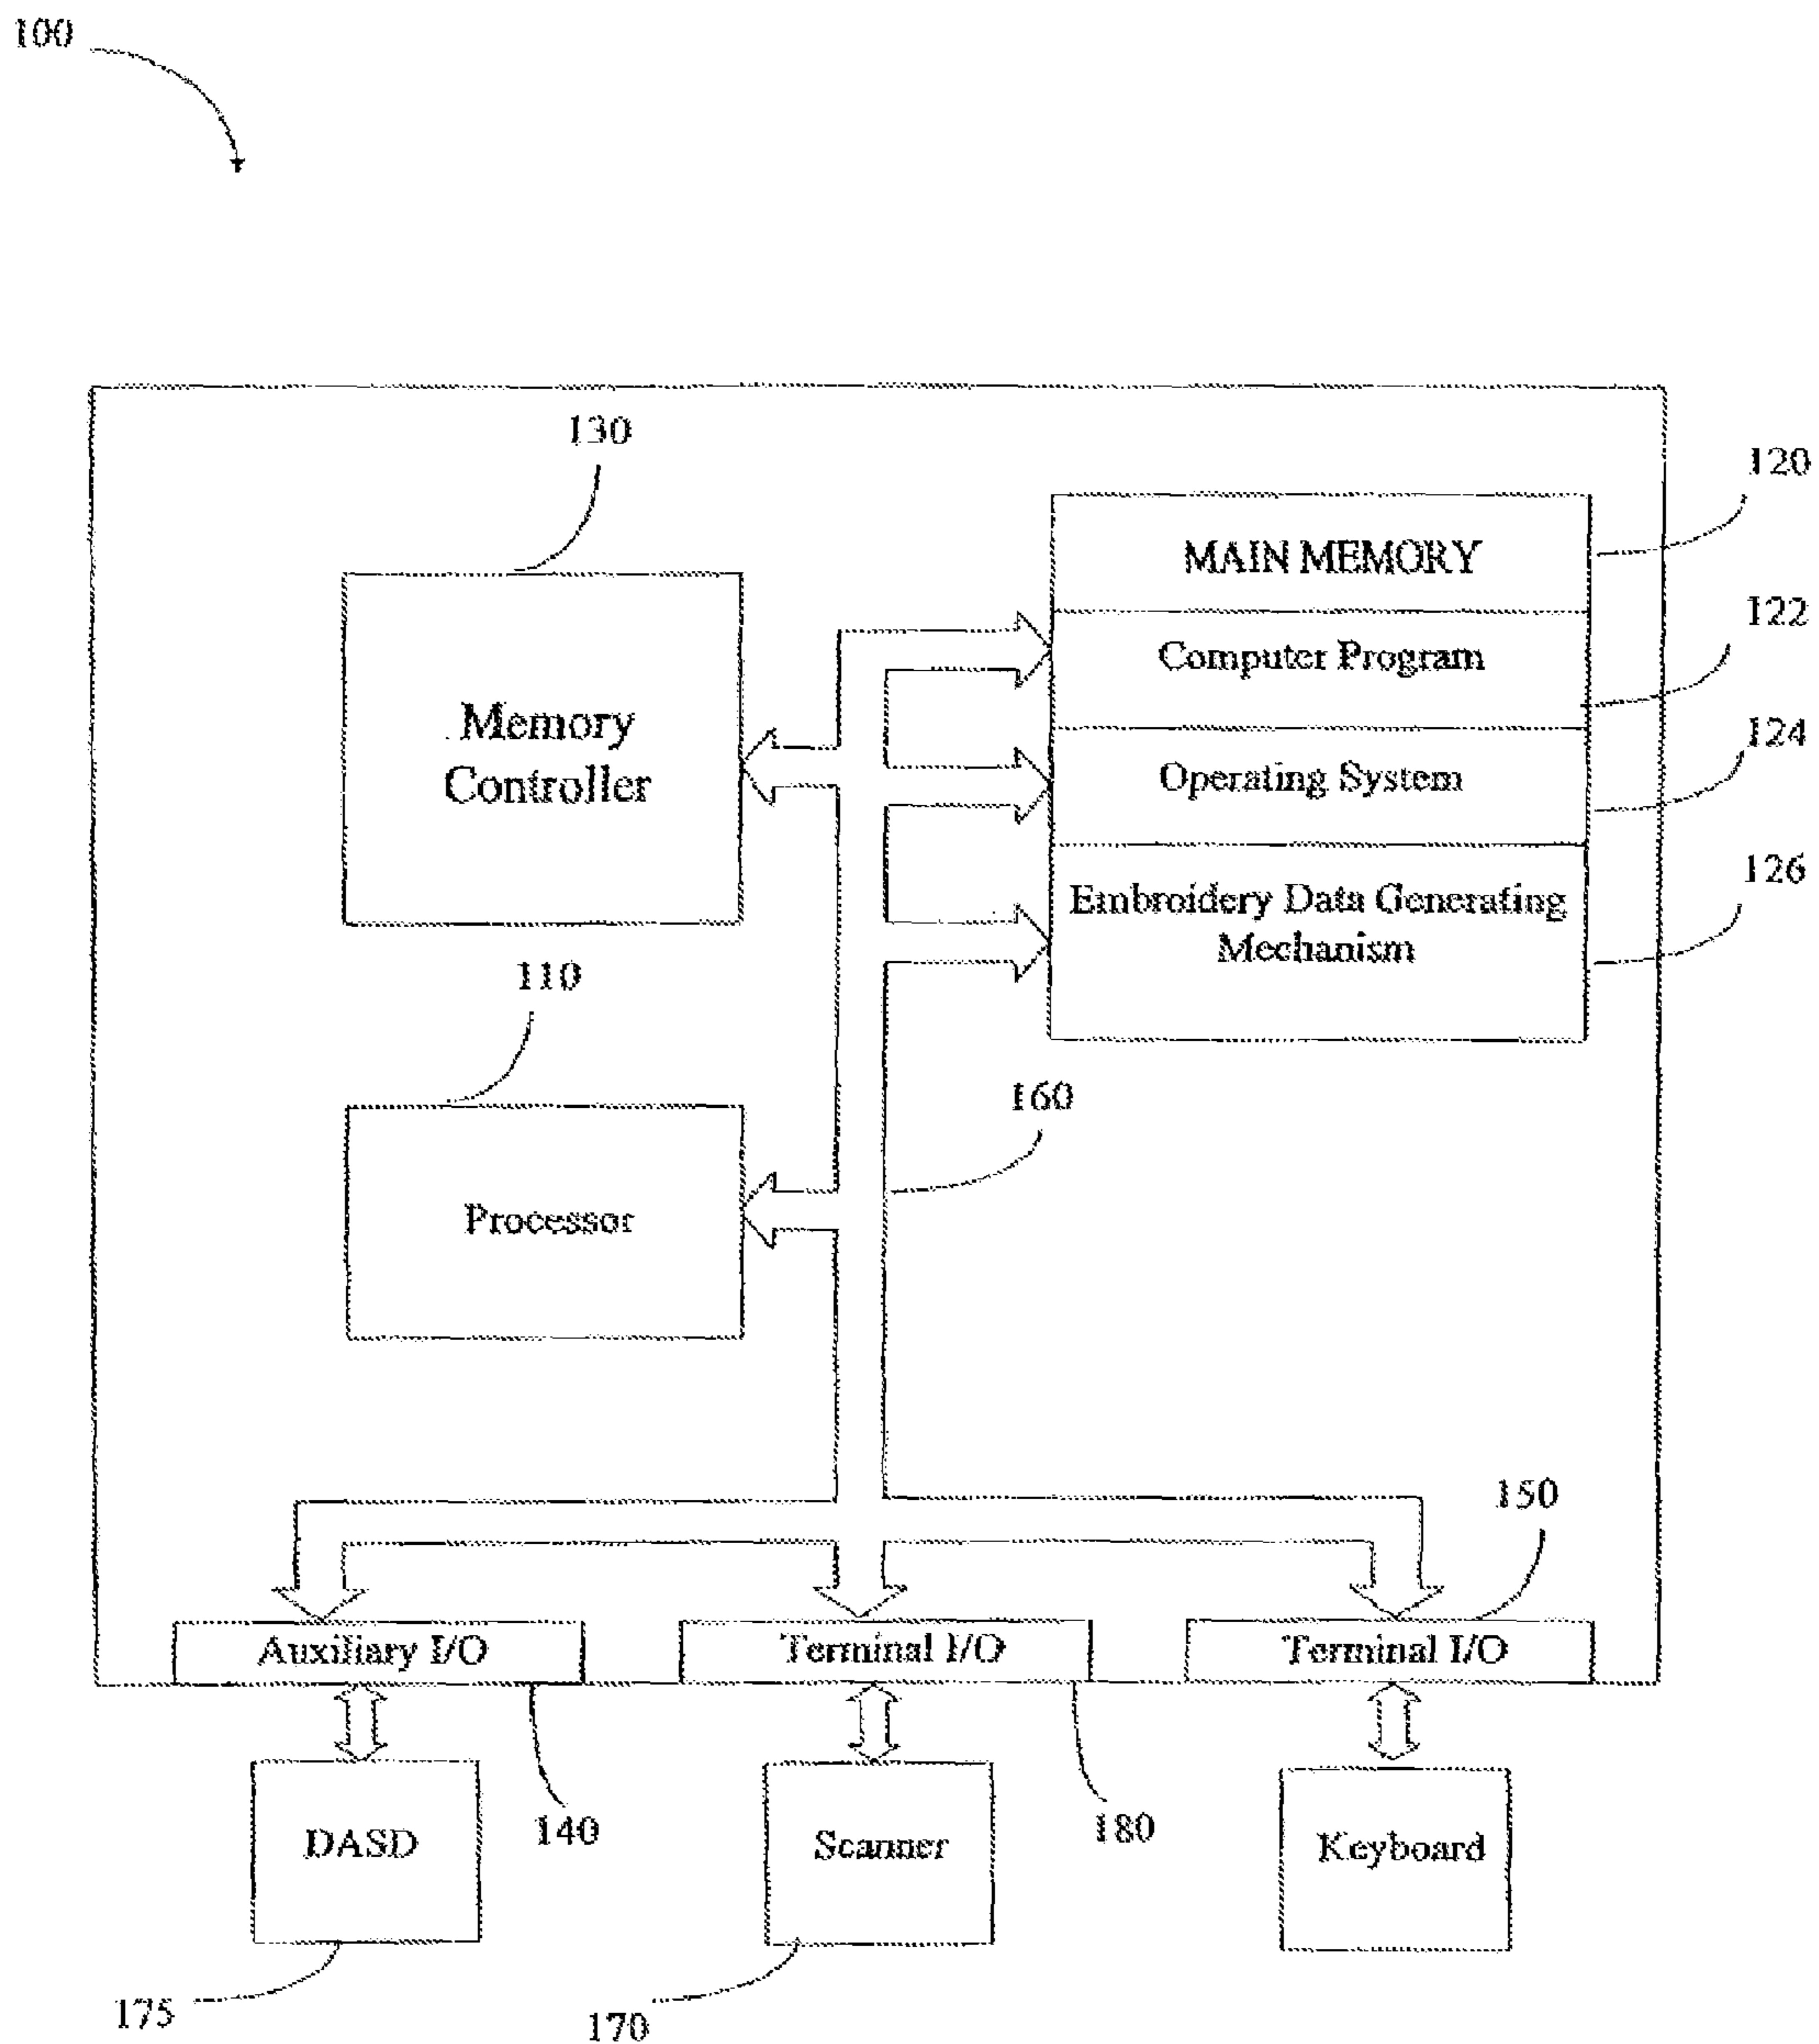 100
130
120
MAIN MEMORY
122
Computer Program
Memory
Controller
124
Operating System
126
Embroidery Data Generating
Mechanism
110
160
Processor
150
Auxiliary I/O
Terminal I/O
Terminal I/O
140
180
DASD
Scanner
Keyboard
175
170